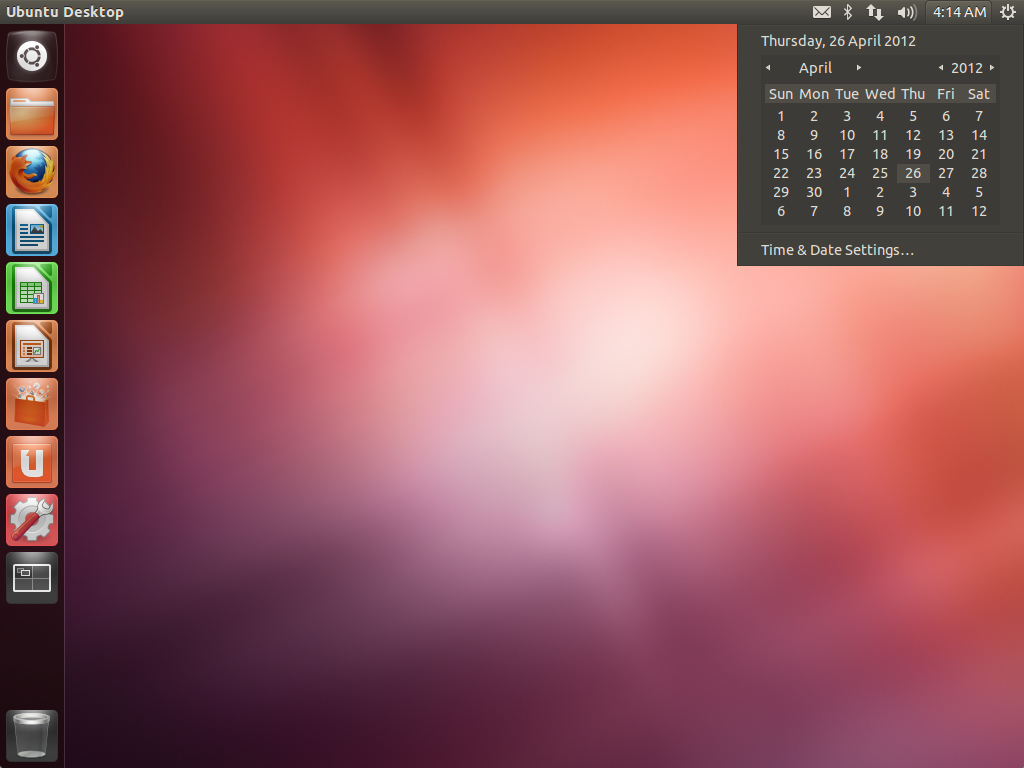 Ubuntu Desktop
4:14 AM
Thursday, 26 April 2012
April 2012
Sun Mon Tue Wed Thu Fri Sat
1 2 3 4 5 6 7
8 9 10 11 12 13 14
15 16 17 18 19 20 21
22 23 24 25 26 27 28
29 30 1 2 3 4 5
6 7 8 9 10 11 12
Time & Date Settings...